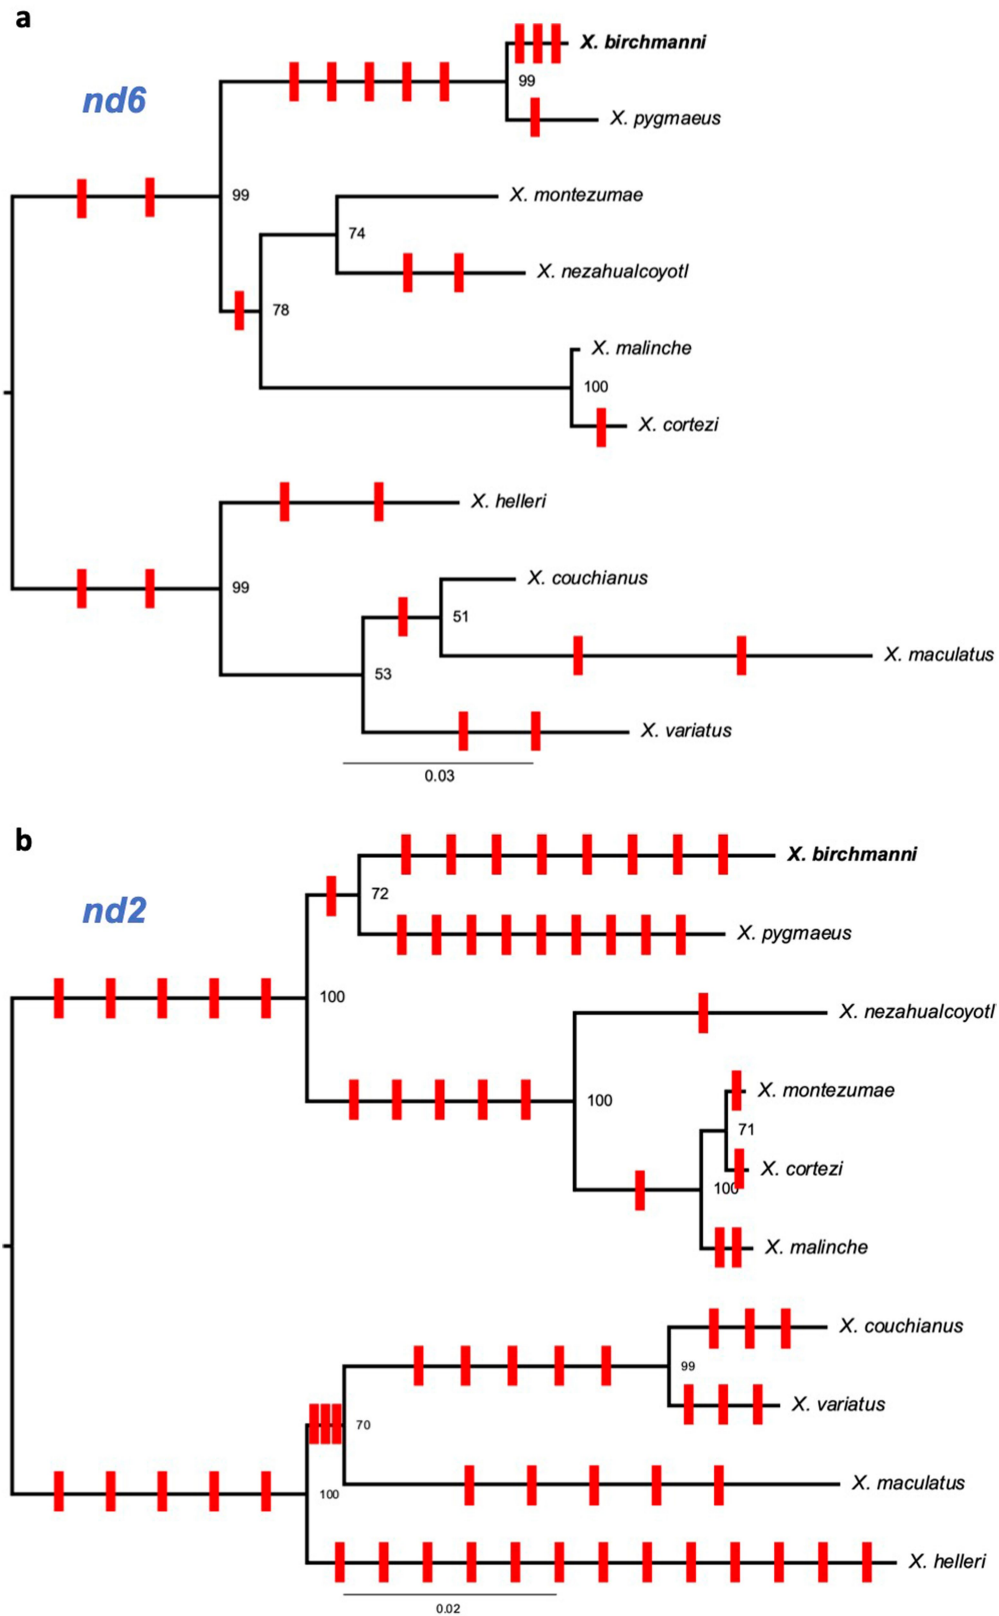 a
nd6
X. birchmanni
99
X. pygmaeus
99
X. montezumae
74
X. nezahualcoyotl
78
X. malinche
100
X. cortezi
X. helleri
99
X. couchianus
51
X. maculatus
53
X. variatus
0.03
b
nd2
X. birchmanni
72
X. pygmaeus
100
X. nezahualcoyotl
100
X. montezumae
71
X. cortezi
100
X. malinche
X. couchianus
99
X. variatus
70
X. maculatus
100
X. helleri
0.02